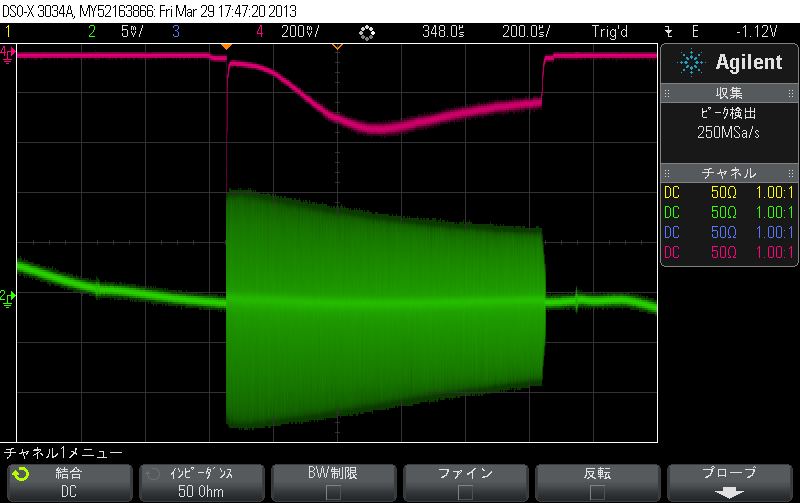 DSO-X 3034A, MY52163866: Fri Mar 29 17:47:20 2013
1 2 5㎷/ 3 4 200㎷/ 348.0㎲ 200.0㎲/ Trig'd E -1.12V
4
Agilent
収集
ピーク検出
250MSa/s
チャネル
DC 50Ω 1.00:1
DC 50Ω 1.00:1
DC 50Ω 1.00:1
DC 50Ω 1.00:1
2
チャネル1メニュー
結合 インピーダンス BW制限 ファイン 反転 プローブ
DC 50 Ohm